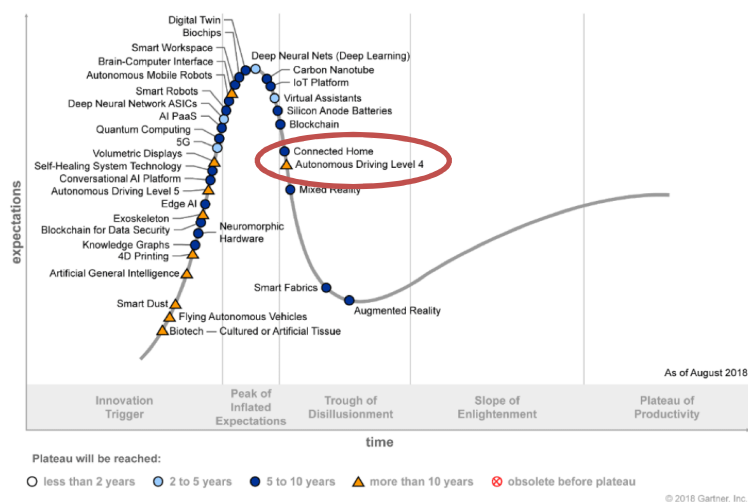 Digital Twin
Biochips
Smart Workspace
Brain-Computer Interface
Autonomous Mobile Robots
Smart Robots
Deep Neural Network ASICs
AI PaaS
Quantum Computing
5G
Volumetric Displays
Self-Healing System Technology
Conversational AI Platform
Autonomous Driving Level 5
Edge AI
Exoskeleton
Blockchain for Data Security
Neuromorphic
Hardware
Knowledge Graphs
4D Printing
Artificial General Intelligence
Smart Dust
Flying Autonomous Vehicles
Biotech — Cultured or Artificial Tissue
Deep Neural Nets (Deep Learning)
Carbon Nanotube
IoT Platform
Virtual Assistants
Silicon Anode Batteries
Blockchain
Connected Home
Autonomous Driving Level 4
Mixed Reality
Smart Fabrics
Augmented Reality
expectations
As of August 2018
Innovation
Trigger
Peak of
Inflated
Expectations
Trough of
Disillusionment
Slope of
Enlightenment
Plateau of
Productivity
time
Plateau will be reached:
less than 2 years
2 to 5 years
5 to 10 years
more than 10 years
obsolete before plateau
© 2018 Gartner, Inc.